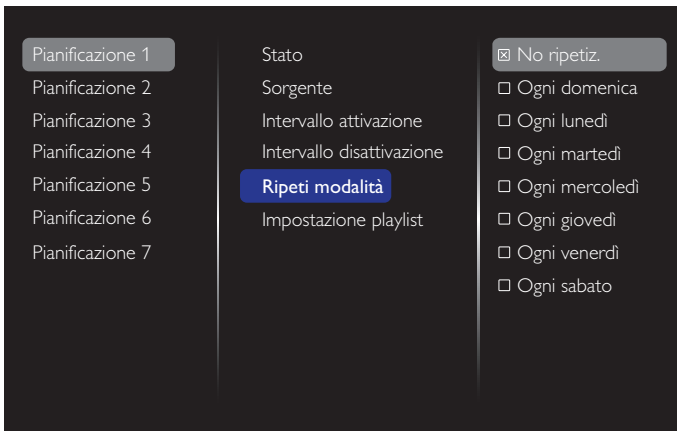 Pianificazione 1
Pianificazione 2
Pianificazione 3
Pianificazione 4
Pianificazione 5
Pianificazione 6
Pianificazione 7
Stato
Sorgente
Intervallo attivazione
Intervallo disattivazione
Ripeti modalità
Impostazione playlist
No ripetiz.
Ogni domenica
Ogni lunedì
Ogni martedì
Ogni mercoledì
Ogni giovedì
Ogni venerdì
Ogni sabato